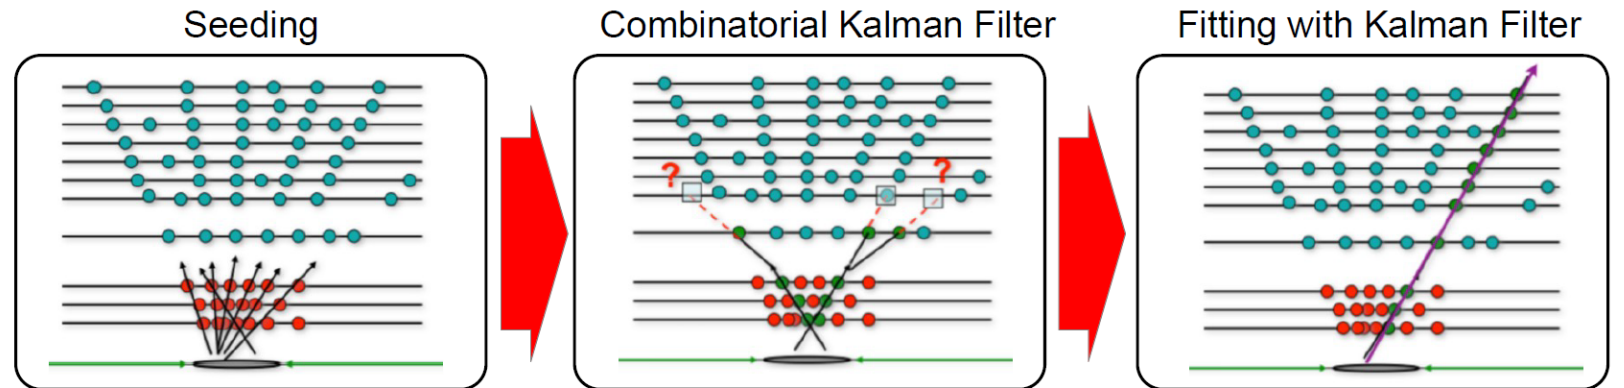 Seeding
Combinatorial Kalman Filter
Fitting with Kalman Filter
?
?